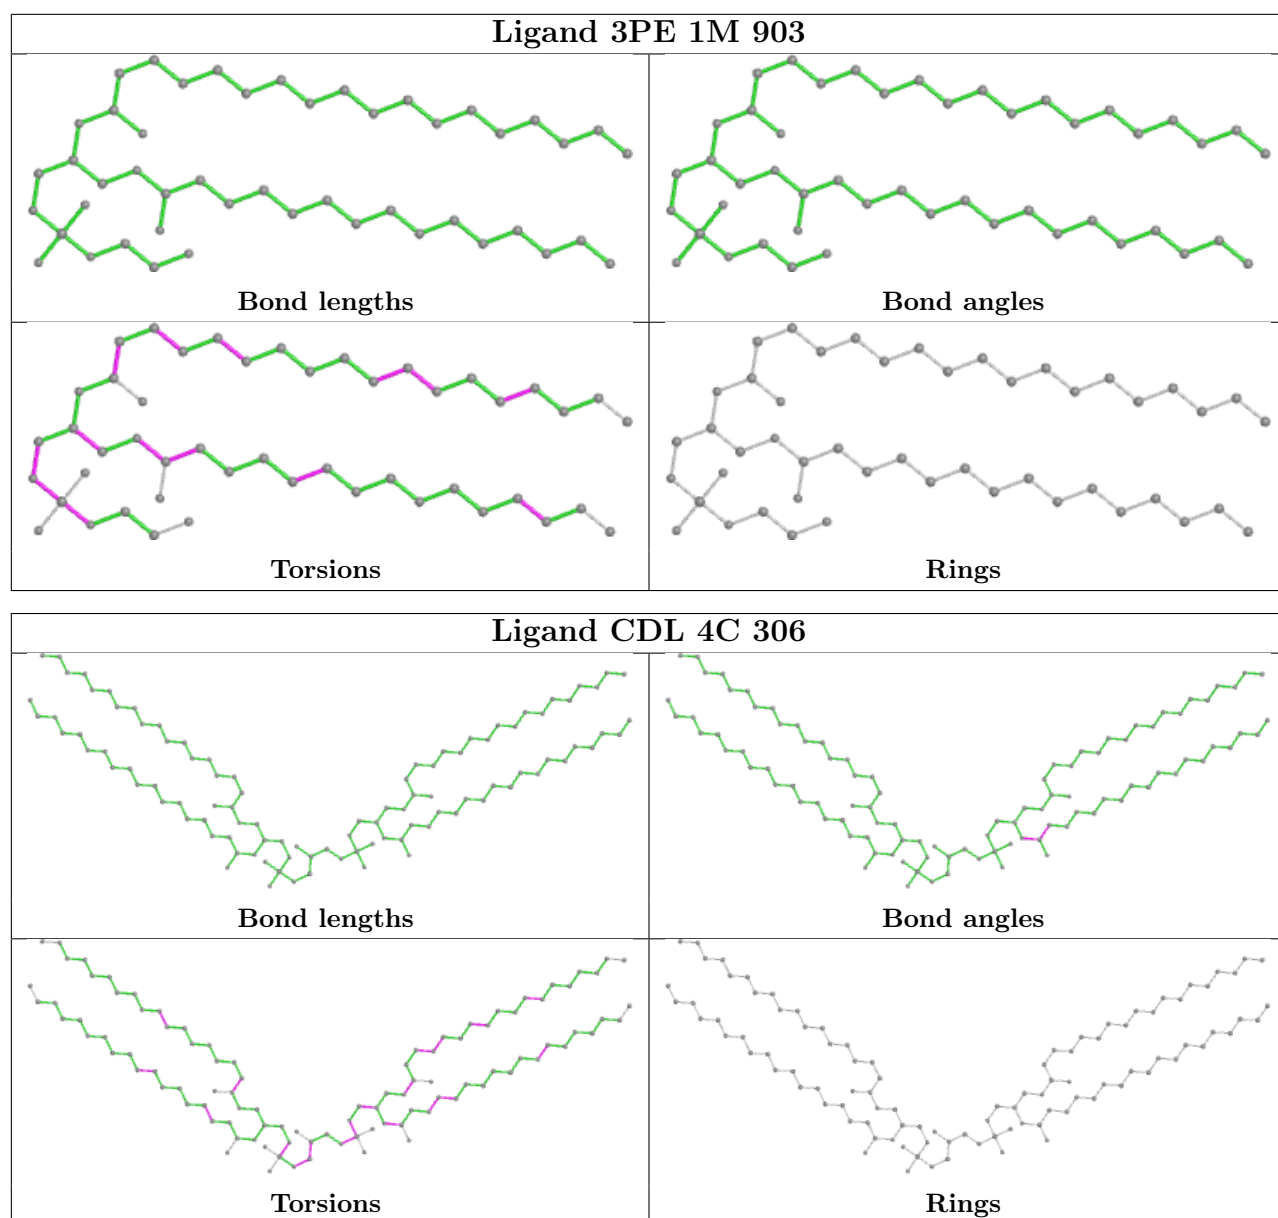 Ligand 3PE 1M 903
Bond lengths
Bond angles
Torsions
Rings
Ligand CDL 4C 306
Bond lengths
Bond angles
Torsions
Rings